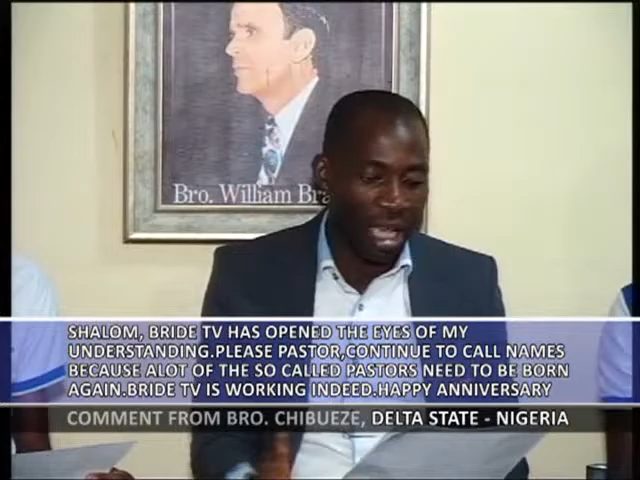 Bro. William Bra
SHALOM, BRIDE TV HAS OPENED THE EYES OF MY
UNDERSTANDING.PLEASE PASTOR,CONTINUE TO CALL NAMES
BECAUSE ALOT OF THE SO CALLED PASTORS NEED TO BE BORN
AGAIN.BRIDE TV IS WORKING INDEED.HAPPY ANNIVERSARY
COMMENT FROM BRO. CHIBUEZE, DELTA STATE - NIGERIA